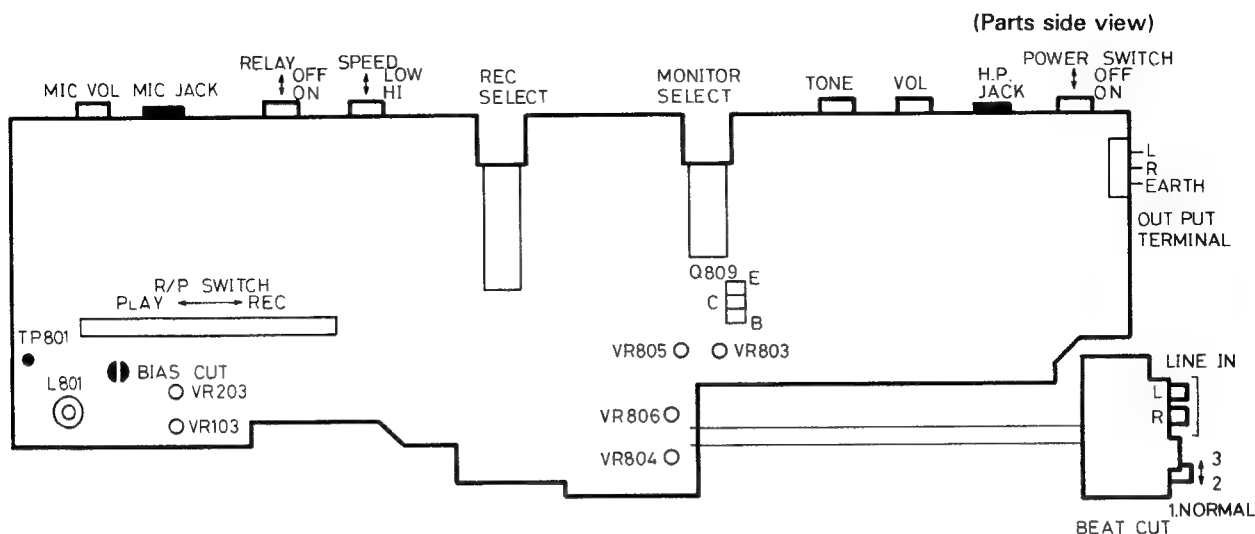 (Parts side view)
MIC VOL
MIC JACK
RELAY
OFF
ON
SPEED
LOW
HI
REC
SELECT
MONITOR
SELECT
TONE
VOL
H.P.
JACK
POWER SWITCH
OFF
ON
L
R
EARTH
OUT PUT
TERMINAL
R/P SWITCH
PLAY
REC
Q809
E
C
B
TP801
BIAS CUT
L801
VR203
VR103
VR805
VR803
VR806
VR804
LINE IN
L
R
3
2
1.NORMAL
BEAT CUT